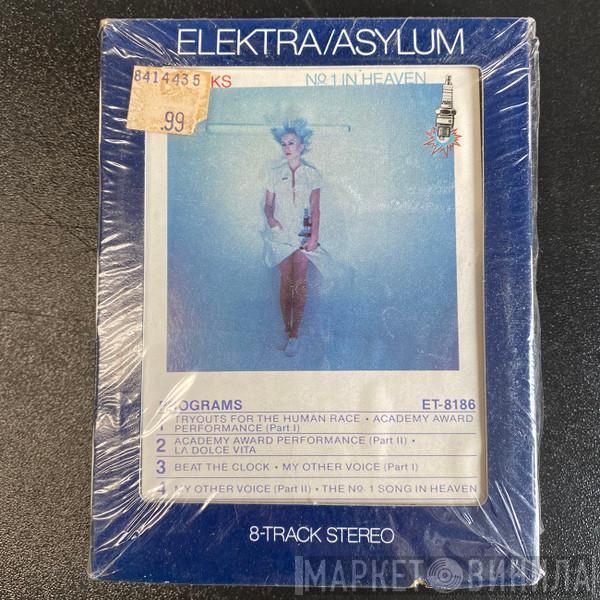 ELEKTRA/ASYLUM
8414435
.99
KS
Nº 1 IN HEAVEN
OGRAMS
ET-8186
1 TRYOUTS FOR THE HUMAN RACE • ACADEMY AWARD
PERFORMANCE (Part I)
2 ACADEMY AWARD PERFORMANCE (Part II) •
LA DOLCE VITA
3 BEAT THE CLOCK • MY OTHER VOICE (Part I)
4 MY OTHER VOICE (Part II) • THE Nº 1 SONG IN HEAVEN
8-TRACK STEREO
МАРКЕТ ВИНИЛА